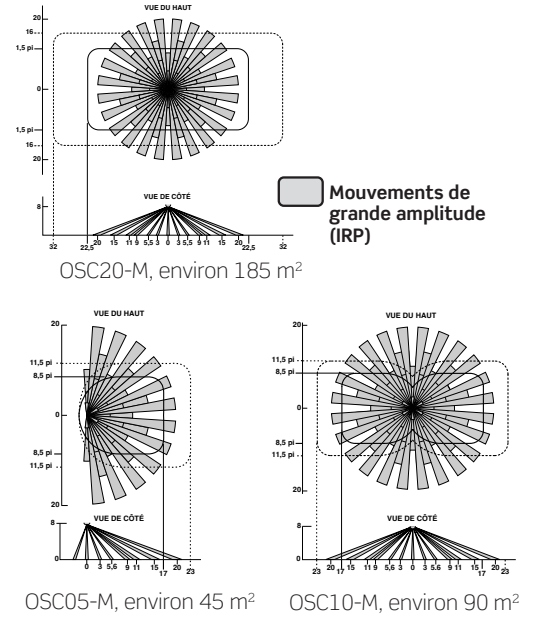 VUE DU HAUT
20
16
1,5 pi
0
1,5 pi
16
20
VUE DE CÔTÉ
8
32 22,5 20 15 11 9 5,5 3 0 3 5,5 9 11 15 20 22,5 32
Mouvements de
grande amplitude
(IRP)
OSC20-M, environ 185 m²
VUE DU HAUT
20
11,5 pi
8,5 pi
0
8,5 pi
11,5 pi
20
VUE DE CÔTÉ
8
0 3 5,6 9 11 15 17 20 23
OSC05-M, environ 45 m²
VUE DU HAUT
20
11,5 pi
8,5 pi
0
8,5 pi
11,5 pi
20
VUE DE CÔTÉ
8
0
23 20 17 15 11 9 5.6 3 0 3 5.6 9 11 15 17 20 23
OSC10-M, environ 90 m²